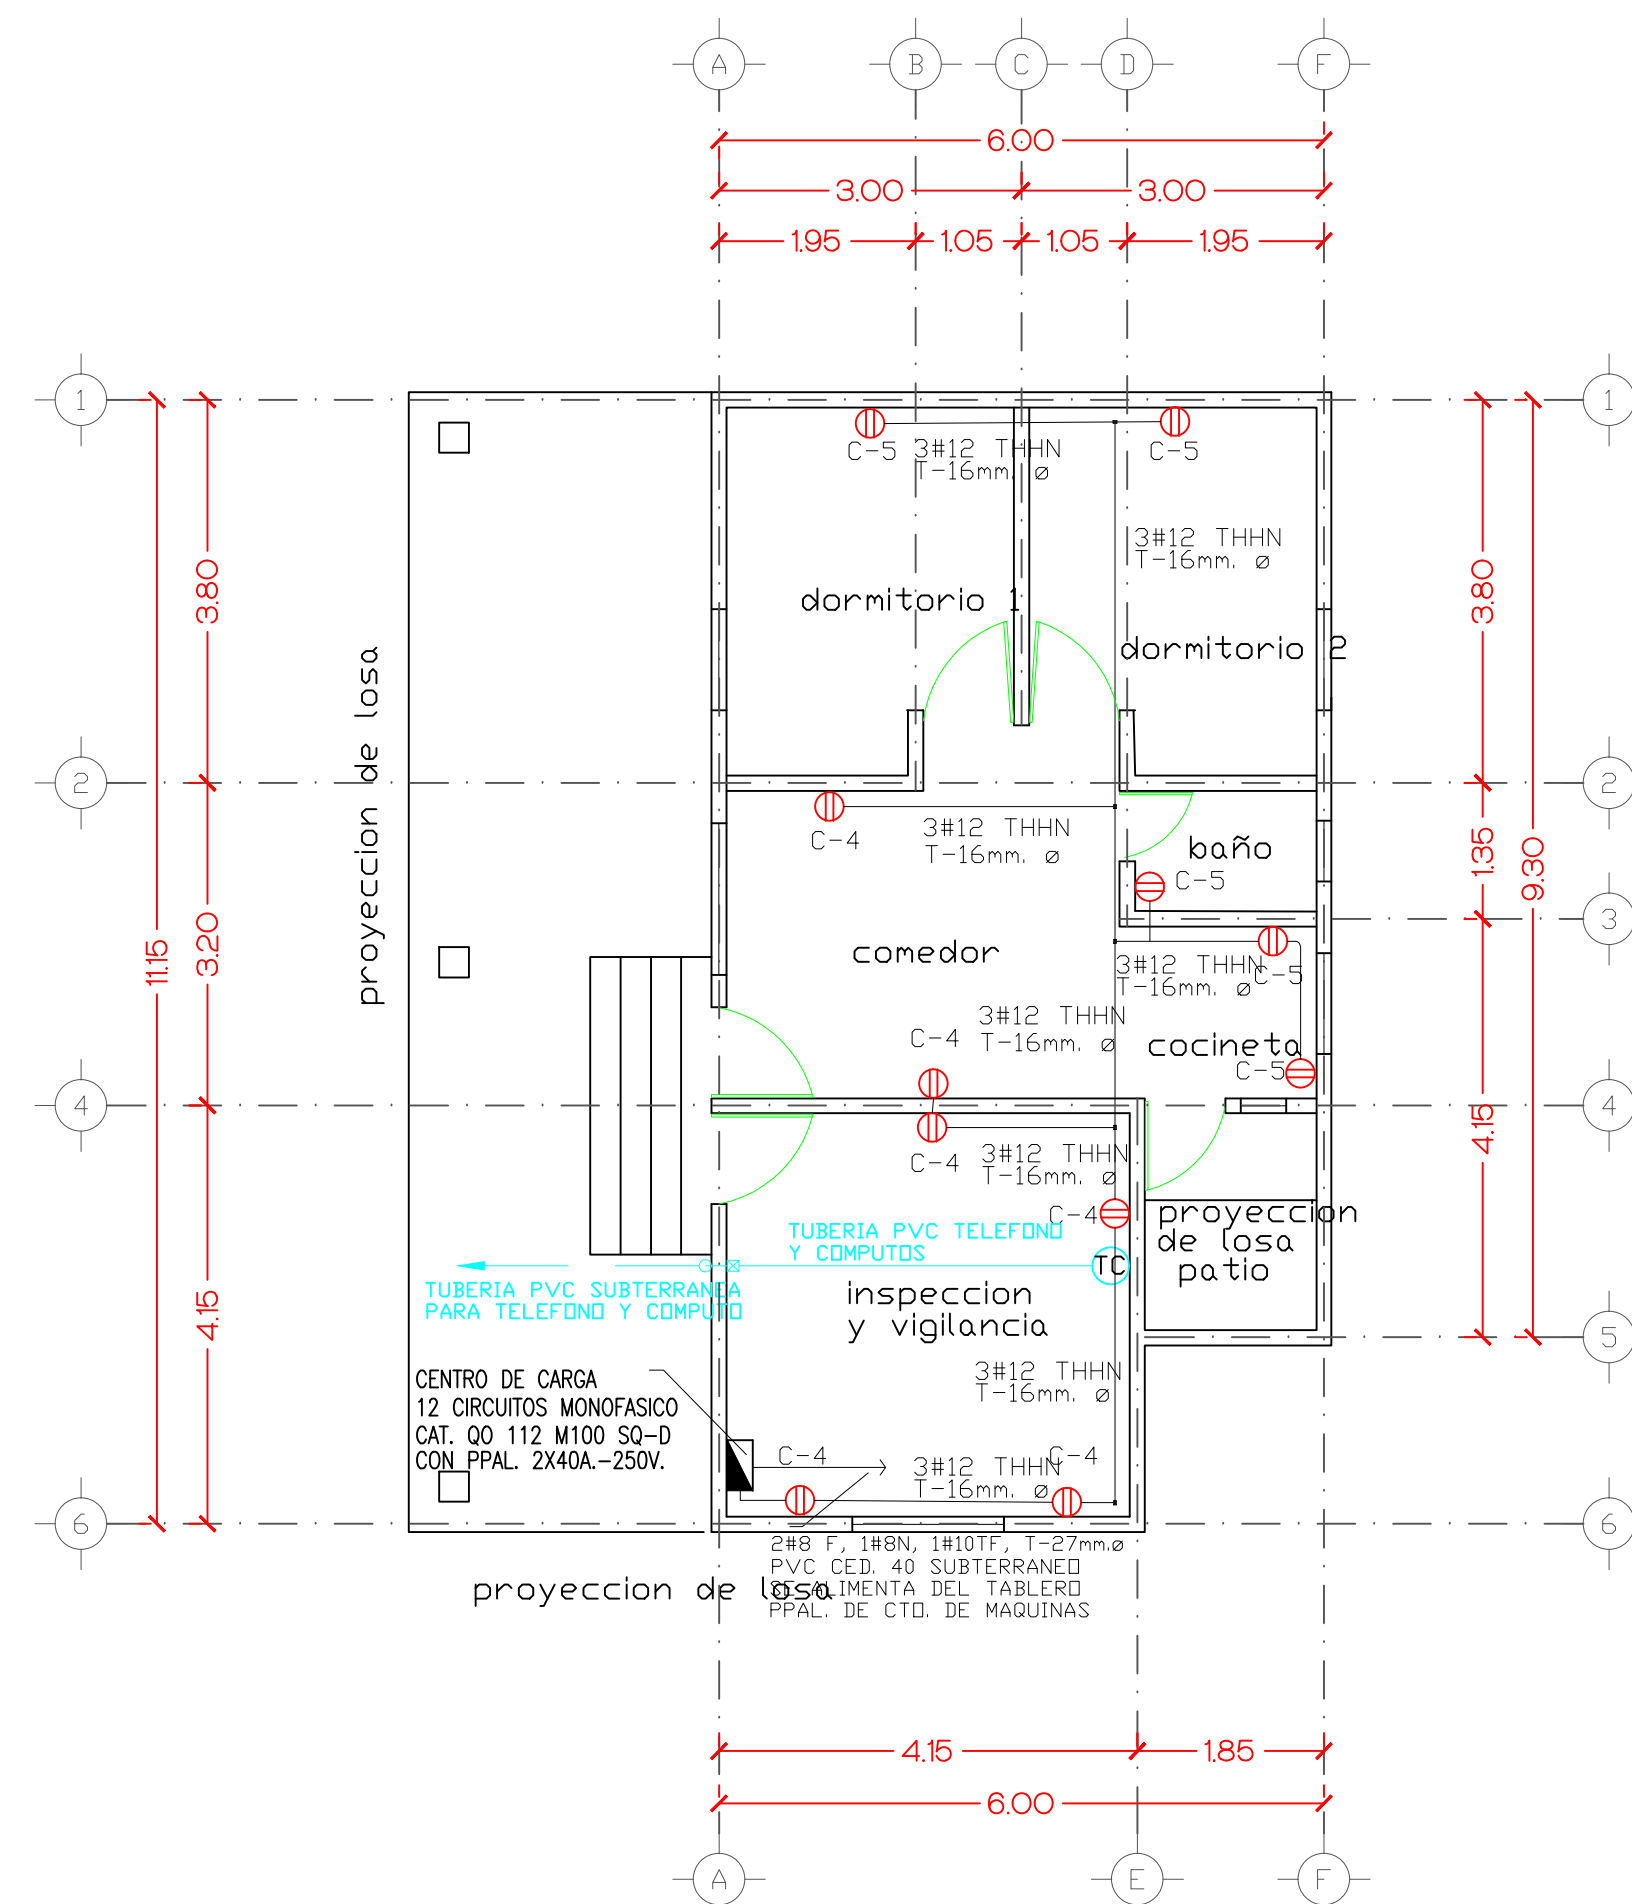 A B C D F
6.00
3.00 3.00
1.95 1.05 1.05 1.95
1 1
C-5 3#12 THHN C-5
T-16mm. ø
3#12 THHN
T-16mm. ø
3.80 3.80
dormitorio 1
dormitorio 2
proyeccion de losa
2 2
3#12 THHN
C-4
T-16mm. ø
baño
C-5
1.35
9.30
3
3.20
11.15
comedor
3#12 THHN
C-5
T-16mm. ø
3#12 THHN
C-4
T-16mm. ø
cocineta
C-5
4 4
4.15
C-4
3#12 THHN
T-16mm. ø
C-4
proyeccion
de losa
patio
TUBERIA PVC TELEFONO
Y COMPUTOS
TC
TUBERIA PVC SUBTERRANEA
PARA TELEFONO Y COMPUTO
inspeccion
y vigilancia
4.15
5
3#12 THHN
T-16mm. ø
CENTRO DE CARGA
12 CIRCUITOS MONOFASICO
CAT. QO 112 M100 SQ-D
CON PPAL. 2X40A.-250V.
C-4
C-4
3#12 THHN
T-16mm. ø
6 6
2#8 F, 1#8N, 1#10TF, T-27mm.ø
PVC CED. 40 SUBTERRANEO
SE ALIMENTA DEL TABLERO
PPAL. DE CTO. DE MAQUINAS
proyeccion de losa
4.15 1.85
6.00
A E F